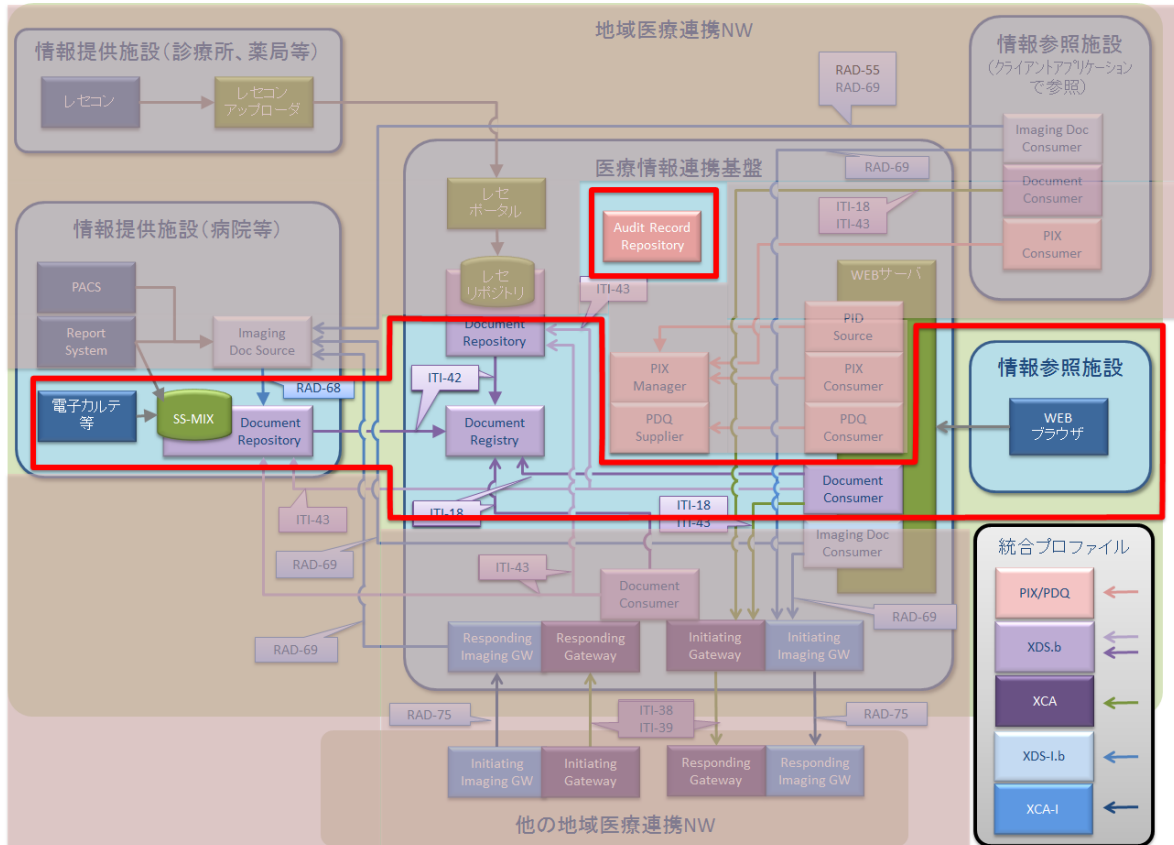 地域医療連携NW
情報提供施設(診療所、薬局等)
レセコン
レセコン
アップローダ
情報参照施設
(クライアントアプリケーション
で参照)
Imaging Doc
Consumer
Document
Consumer
PIX
Consumer
RAD-55
RAD-69
RAD-69
ITI-18
ITI-43
医療情報連携基盤
レセ
ポータル
レセ
リポジトリ
Document
Repository
Audit Record
Repository
ITI-43
WEBサーバ
PID
Source
PIX
Manager
PIX
Consumer
PDQ
Supplier
PDQ
Consumer
情報提供施設(病院等)
PACS
Report
System
Imaging
Doc Source
RAD-68
電子カルテ
等
SS-MIX
Document
Repository
ITI-42
Document
Registry
情報参照施設
WEB
ブラウザ
Document
Consumer
ITI-18
ITI-18
ITI-43
ITI-43
Imaging Doc
Consumer
RAD-69
ITI-43
Document
Consumer
RAD-69
RAD-69
Responding
Imaging GW
Responding
Gateway
Initiating
Gateway
Initiating
Imaging GW
RAD-75
ITI-38
ITI-39
RAD-75
Initiating
Imaging GW
Initiating
Gateway
Responding
Gateway
Responding
Imaging GW
他の地域医療連携NW
統合プロファイル
PIX/PDQ
XDS.b
XCA
XDS-I.b
XCA-I